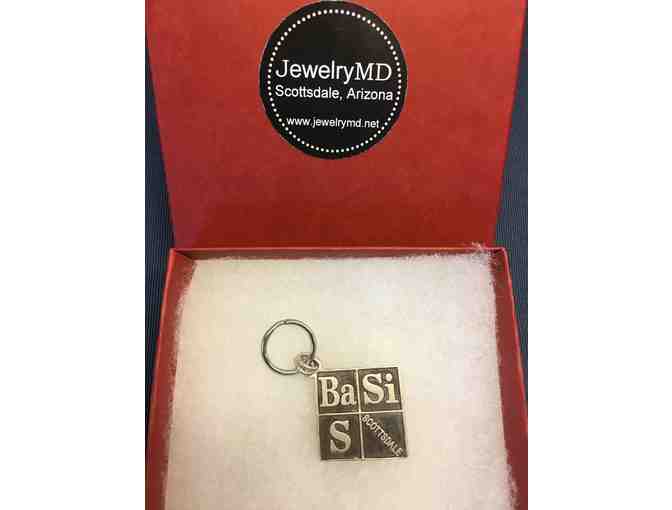 JewelryMD
Scottsdale, Arizona
www.jewelrymd.net
Ba Si
S SCOTTSDALE